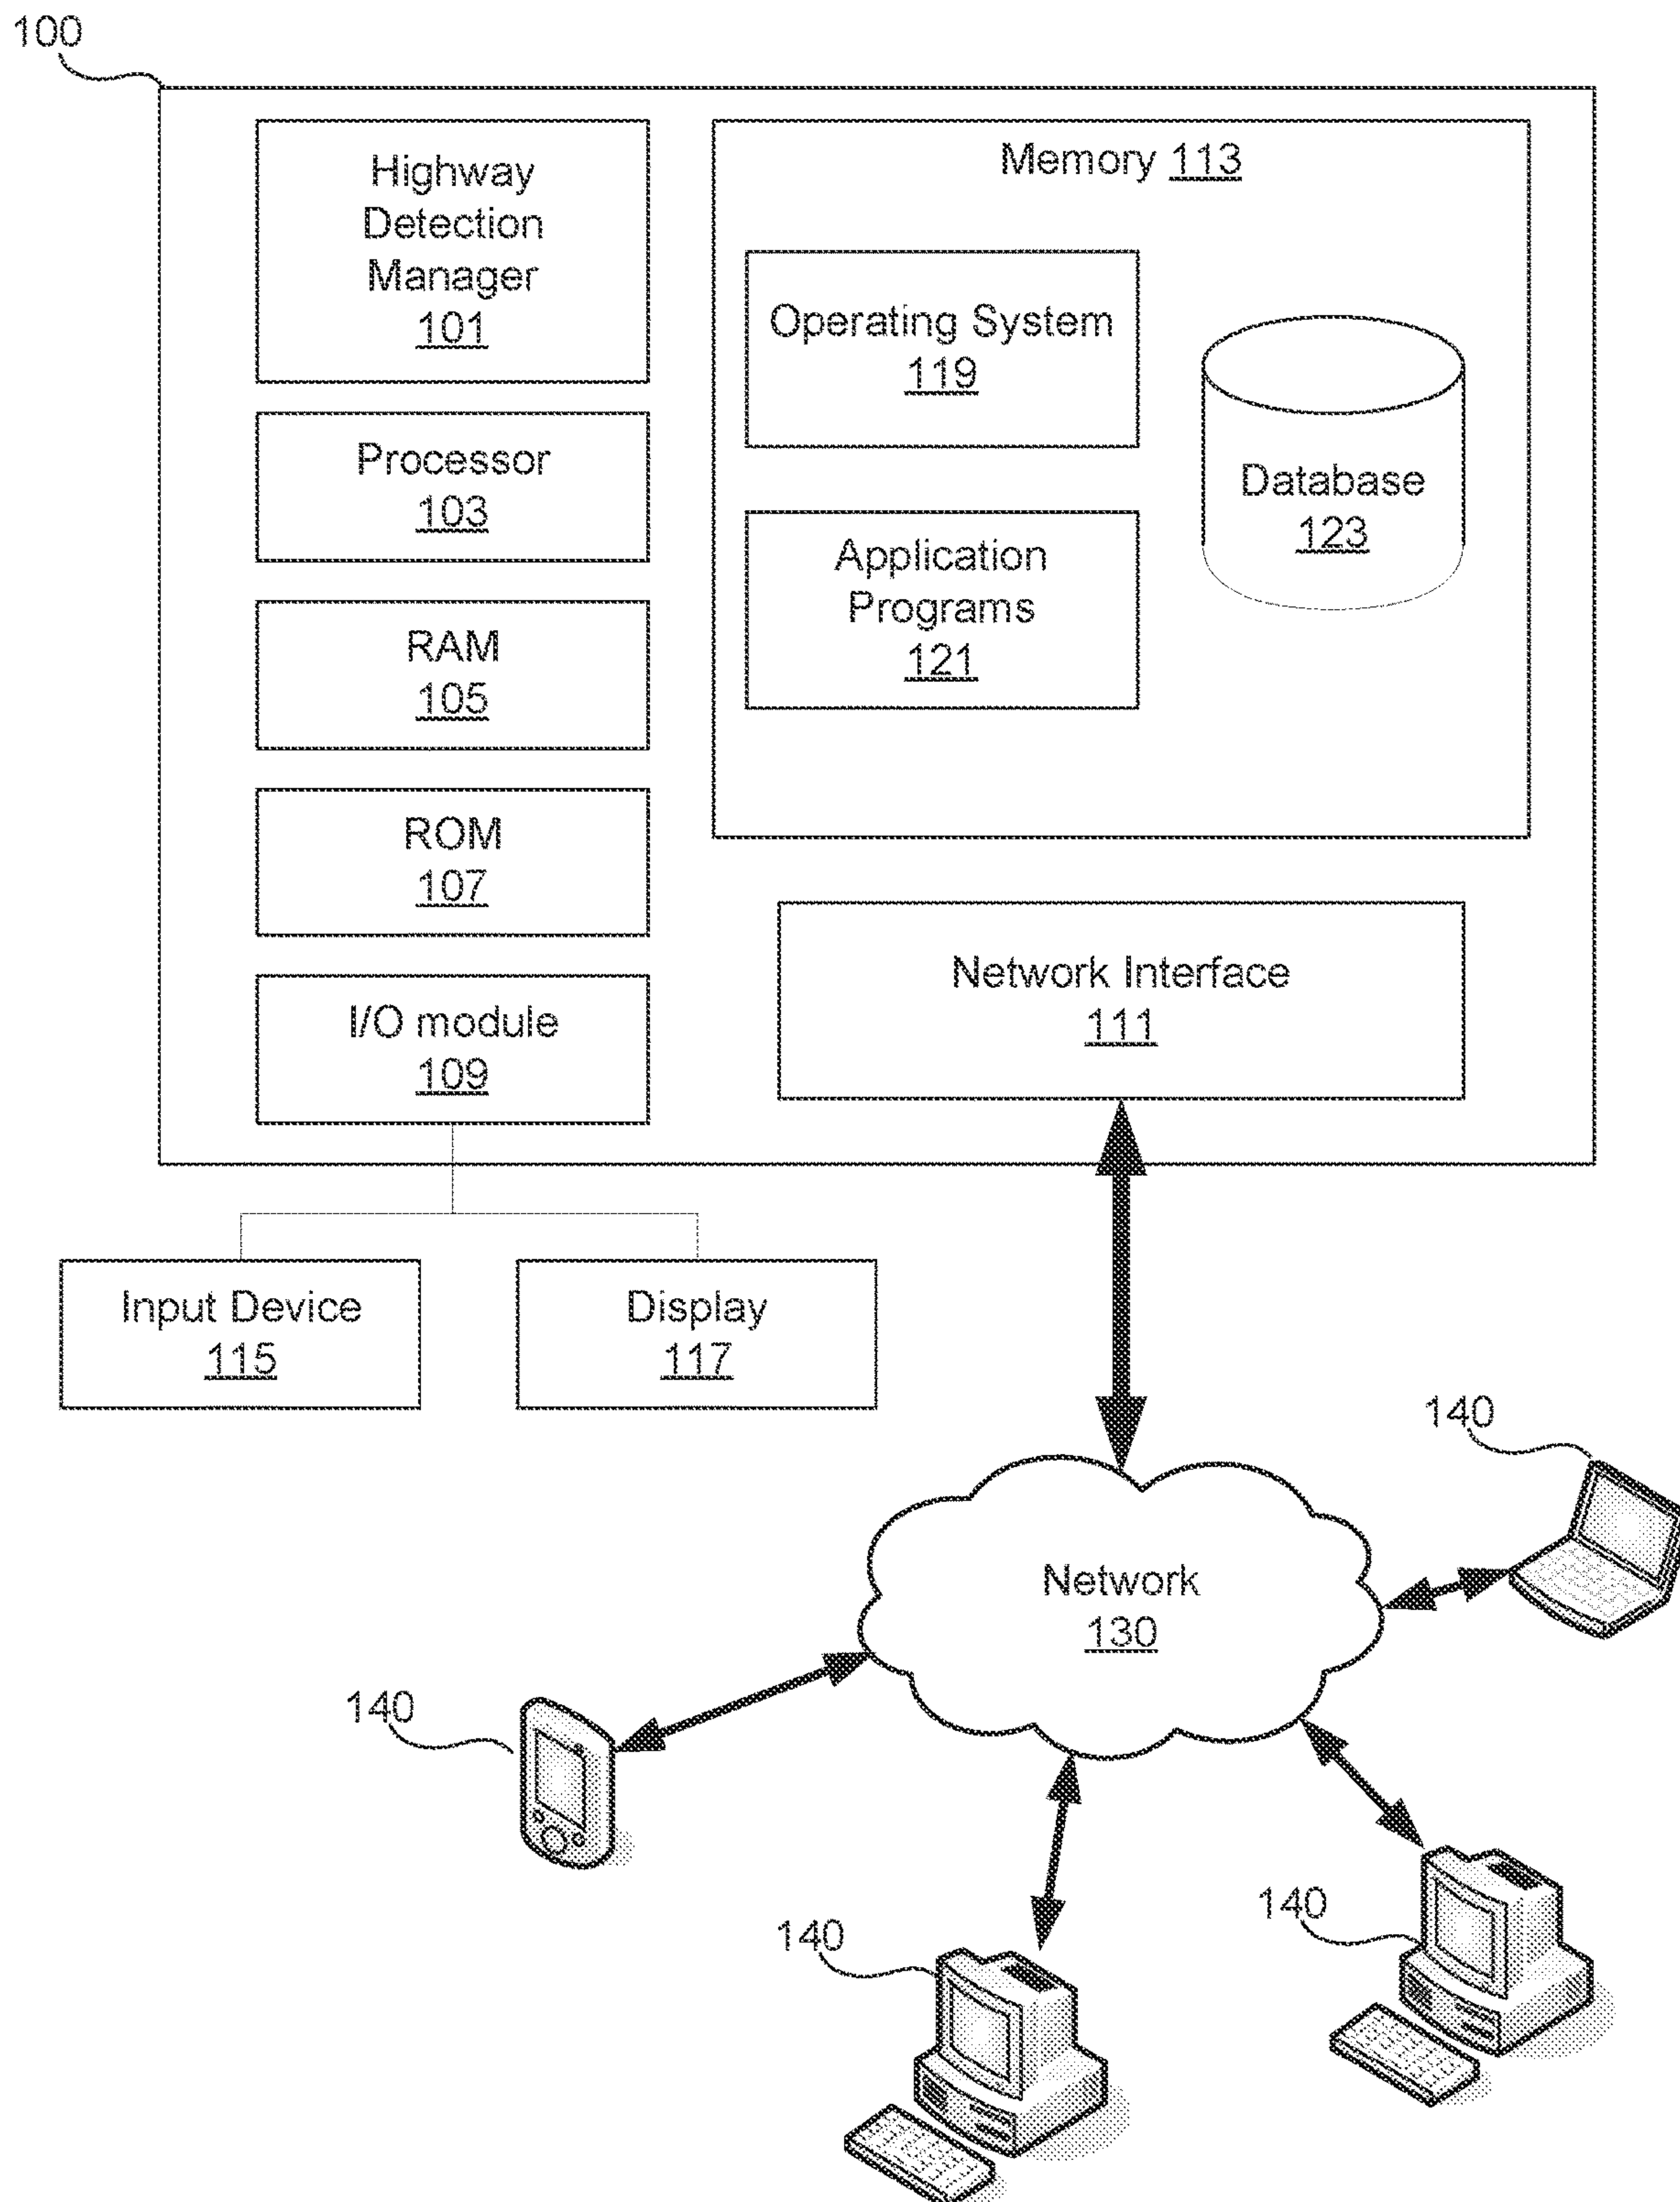 100
Highway
Detection
Manager
101
Processor
103
RAM
105
ROM
107
I/O module
109
Memory 113
Operating System
119
Application
Programs
121
Database
123
Network Interface
111
Input Device
115
Display
117
140
Network
130
140
140
140